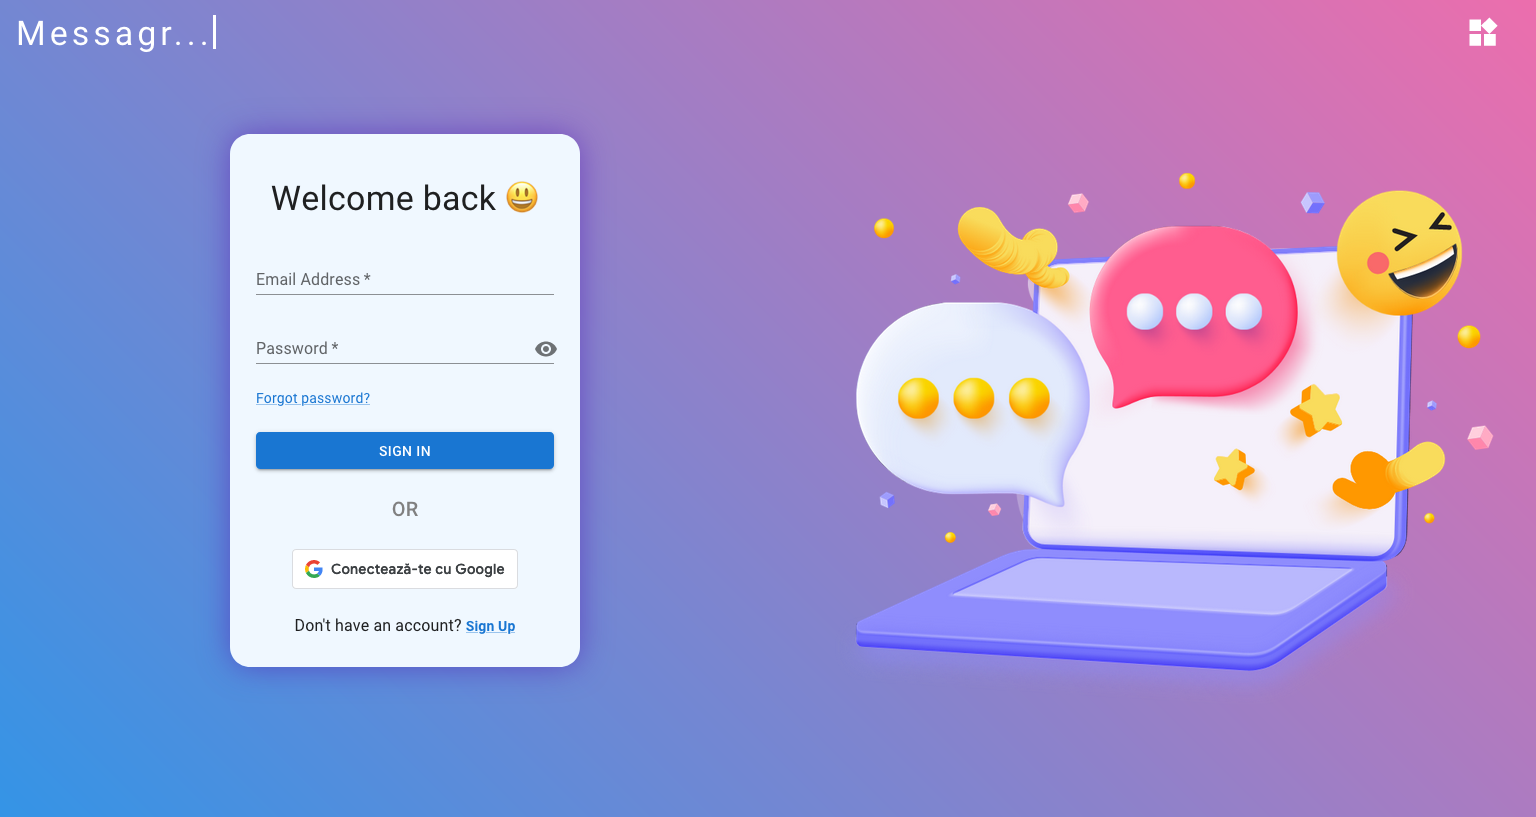 Messagr...
Welcome back 😃
Email Address *
Password *
Forgot password?
SIGN IN
OR
Conectează-te cu Google
Don't have an account? Sign Up